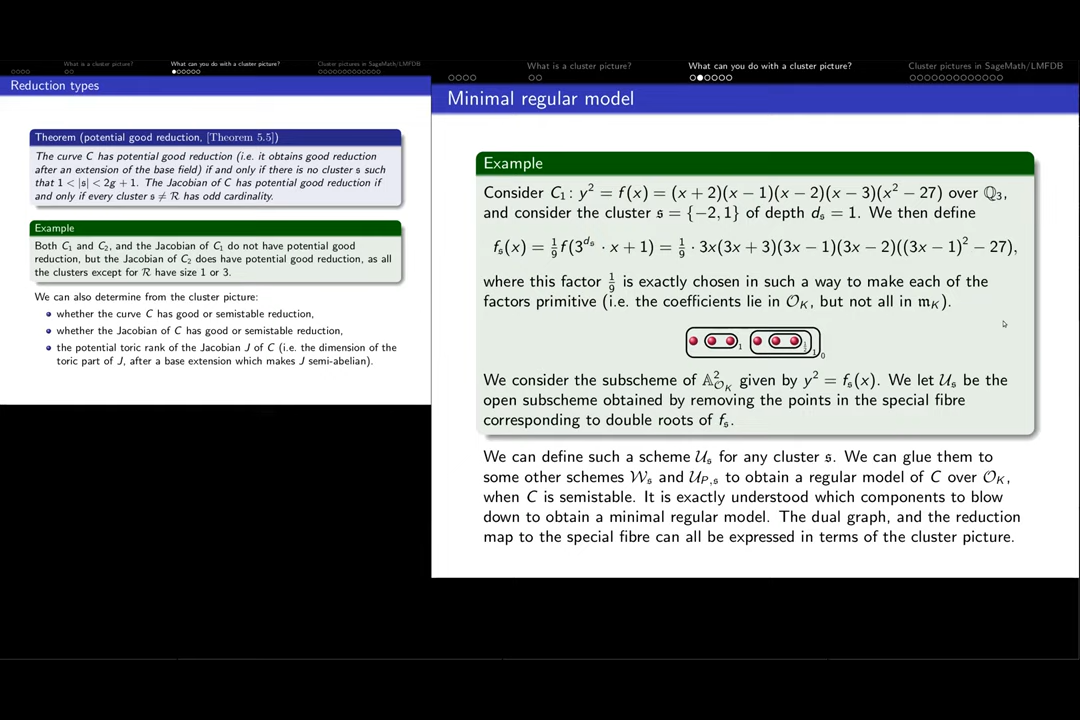 What is a cluster picture?
What can you do with a cluster picture?
Cluster pictures in SageMath/LMFDB
Reduction types
Theorem (potential good reduction, [Theorem 5.5])
The curve C has potential good reduction (i.e. it obtains good reduction
after an extension of the base field) if and only if there is no cluster 𝔰 such
that 1 < |𝔰| < 2g + 1. The Jacobian of C has potential good reduction if
and only if every cluster 𝔰 ≠ ℛ has odd cardinality.
Example
Both C₁ and C₂, and the Jacobian of C₁ do not have potential good
reduction, but the Jacobian of C₂ does have potential good reduction, as all
the clusters except for ℛ have size 1 or 3.
We can also determine from the cluster picture:
whether the curve C has good or semistable reduction,
whether the Jacobian of C has good or semistable reduction,
the potential toric rank of the Jacobian J of C (i.e. the dimension of the
toric part of J, after a base extension which makes J semi-abelian).
What is a cluster picture?
What can you do with a cluster picture?
Cluster pictures in SageMath/LMFDB
Minimal regular model
Example
Consider C₁ : y² = f(x) = (x + 2)(x − 1)(x − 2)(x − 3)(x² − 27) over ℚ₃,
and consider the cluster 𝔰 = {−2, 1} of depth d_𝔰 = 1. We then define
f_𝔰(x) = 1/9 f(3^{d_𝔰} · x + 1) = 1/9 · 3x(3x + 3)(3x − 1)(3x − 2)((3x − 1)² − 27),
where this factor 1/9 is exactly chosen in such a way to make each of the
factors primitive (i.e. the coefficients lie in 𝒪_K, but not all in 𝔪_K).
1 1/2 1 0
We consider the subscheme of 𝔸²_{𝒪_K} given by y² = f_𝔰(x). We let 𝒰_𝔰 be the
open subscheme obtained by removing the points in the special fibre
corresponding to double roots of f_𝔰.
We can define such a scheme 𝒰_𝔰 for any cluster 𝔰. We can glue them to
some other schemes 𝒲_𝔰 and 𝒰_{P,𝔰} to obtain a regular model of C over 𝒪_K,
when C is semistable. It is exactly understood which components to blow
down to obtain a minimal regular model. The dual graph, and the reduction
map to the special fibre can all be expressed in terms of the cluster picture.